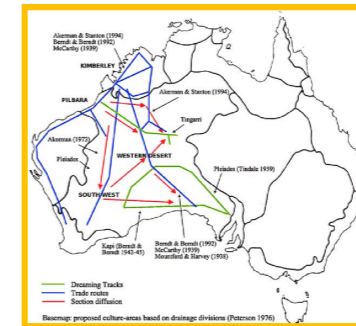 Akerman & Stanton (1994)
Berndt & Berndt (1992)
McCarthy (1939)
KIMBERLEY
Akerman & Stanton (1994)
PILBARA
Tingarri
Akerman (1973)
Pleiades
WESTERN DESERT
Pleiades (Tindale 1959)
SOUTH WEST
Kapi (Berndt &
Berndt 1942-45)
Berndt & Berndt (1992)
McCarthy (1939)
Mountford & Harvey (1938)
Dreaming Tracks
Trade routes
Section diffusion
Basemap: proposed culture-areas based on drainage divisions (Peterson 1976)